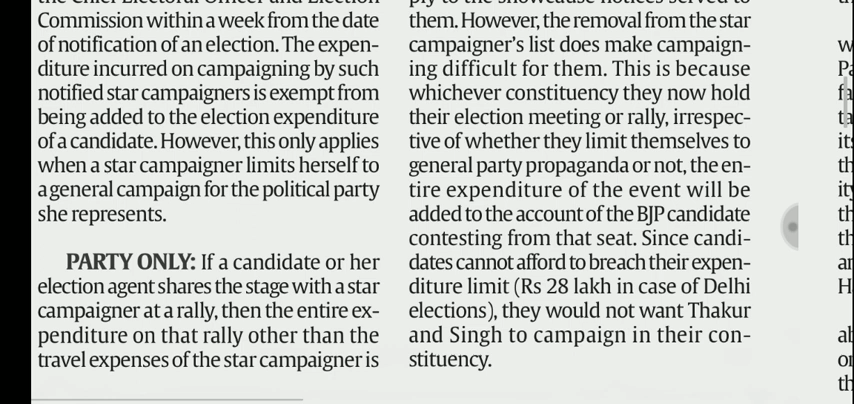 the Chief Electoral Officer and Election
Commission within a week from the date
of notification of an election. The expen-
diture incurred on campaigning by such
notified star campaigners is exempt from
being added to the election expenditure
of a candidate. However, this only applies
when a star campaigner limits herself to
a general campaign for the political party
she represents.
PARTY ONLY: If a candidate or her
election agent shares the stage with a star
campaigner at a rally, then the entire ex-
penditure on that rally other than the
travel expenses of the star campaigner is
ply to the showcause notices served to
them. However, the removal from the star
campaigner's list does make campaign-
ing difficult for them. This is because
whichever constituency they now hold
their election meeting or rally, irrespec-
tive of whether they limit themselves to
general party propaganda or not, the en-
tire expenditure of the event will be
added to the account of the BJP candidate
contesting from that seat. Since candi-
dates cannot afford to breach their expen-
diture limit (Rs 28 lakh in case of Delhi
elections), they would not want Thakur
and Singh to campaign in their con-
stituency.